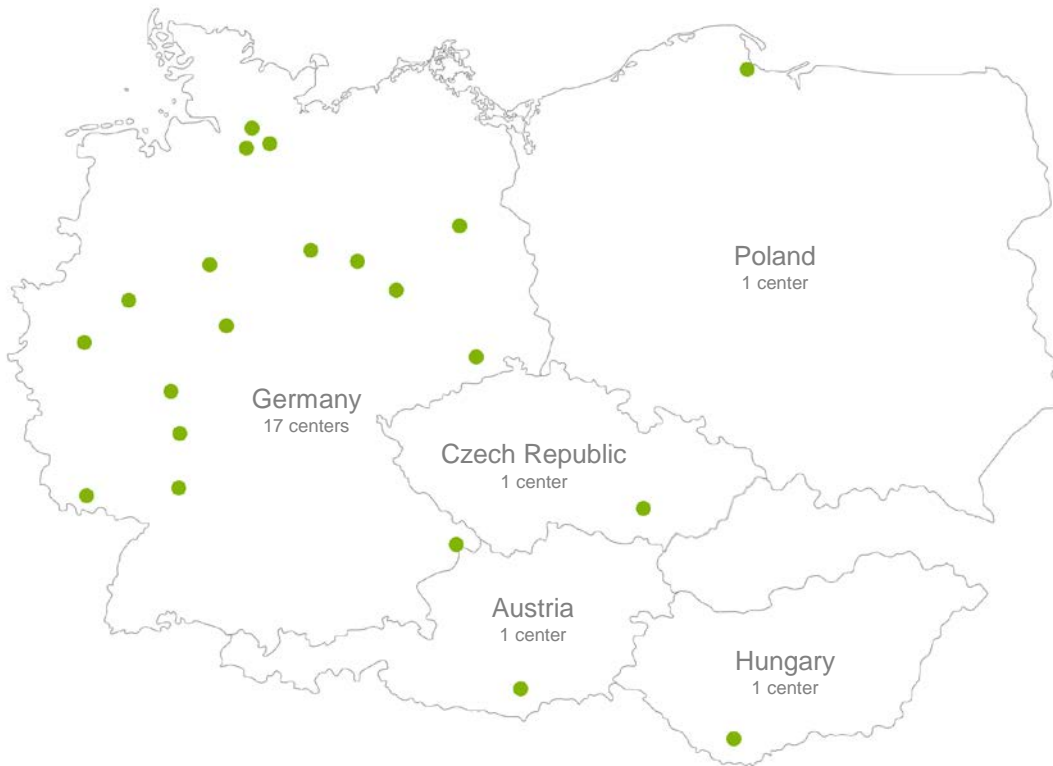 Poland
1 center
Germany
17 centers
Czech Republic
1 center
Austria
1 center
Hungary
1 center